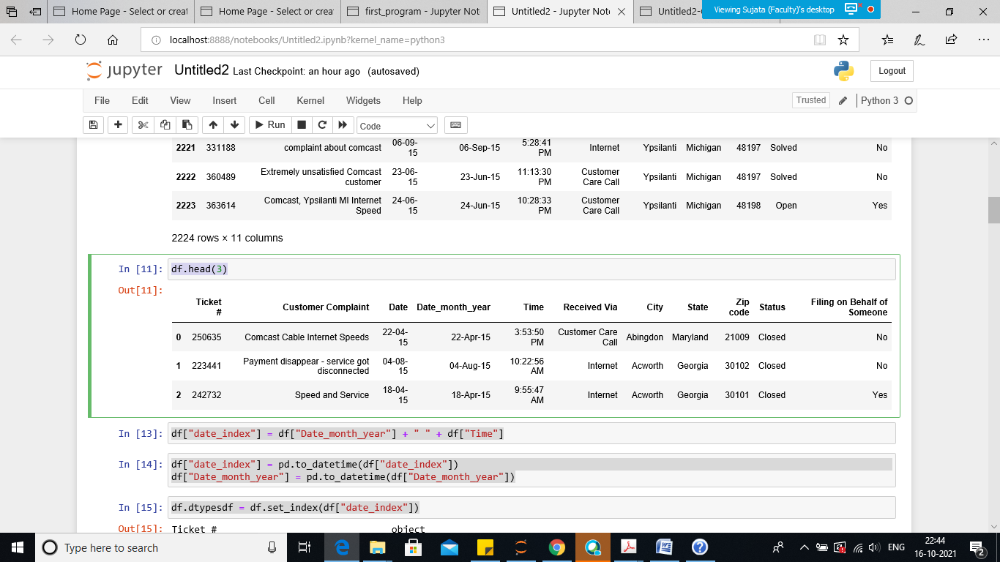 Home Page - Select or creat
Home Page - Select or crea
first_program - Jupyter Not
Untitled2 - Jupyter Note
Untitled2-
Viewing Sujata (Faculty)'s desktop
localhost:8888/notebooks/Untitled2.ipynb?kernel_name=python3
jupyter Untitled2 Last Checkpoint: an hour ago (autosaved)
Logout
File Edit View Insert Cell Kernel Widgets Help
Trusted
Python 3
Run
Code
2221 331188 complaint about comcast 06-09-15 06-Sep-15 5:28:41 PM Internet Ypsilanti Michigan 48197 Solved No
2222 360489 Extremely unsatisfied Comcast customer 23-06-15 23-Jun-15 11:13:30 PM Customer Care Call Ypsilanti Michigan 48197 Solved No
2223 363614 Comcast, Ypsilanti MI Internet Speed 24-06-15 24-Jun-15 10:28:33 PM Customer Care Call Ypsilanti Michigan 48198 Open Yes
2224 rows × 11 columns
In [11]: df.head(3)
Out[11]:
Ticket # Customer Complaint Date Date_month_year Time Received Via City State Zip code Status Filing on Behalf of Someone
0 250635 Comcast Cable Internet Speeds 22-04-15 22-Apr-15 3:53:50 PM Customer Care Call Abingdon Maryland 21009 Closed No
1 223441 Payment disappear - service got disconnected 04-08-15 04-Aug-15 10:22:56 AM Internet Acworth Georgia 30102 Closed No
2 242732 Speed and Service 18-04-15 18-Apr-15 9:55:47 AM Internet Acworth Georgia 30101 Closed Yes
In [13]: df["date_index"] = df["Date_month_year"] + " " + df["Time"]
In [14]: df["date_index"] = pd.to_datetime(df["date_index"])
df["Date_month_year"] = pd.to_datetime(df["Date_month_year"])
In [15]: df.dtypesdf = df.set_index(df["date_index"])
Out[15]: Ticket # object
Type here to search
ENG
22:44
16-10-2021
2